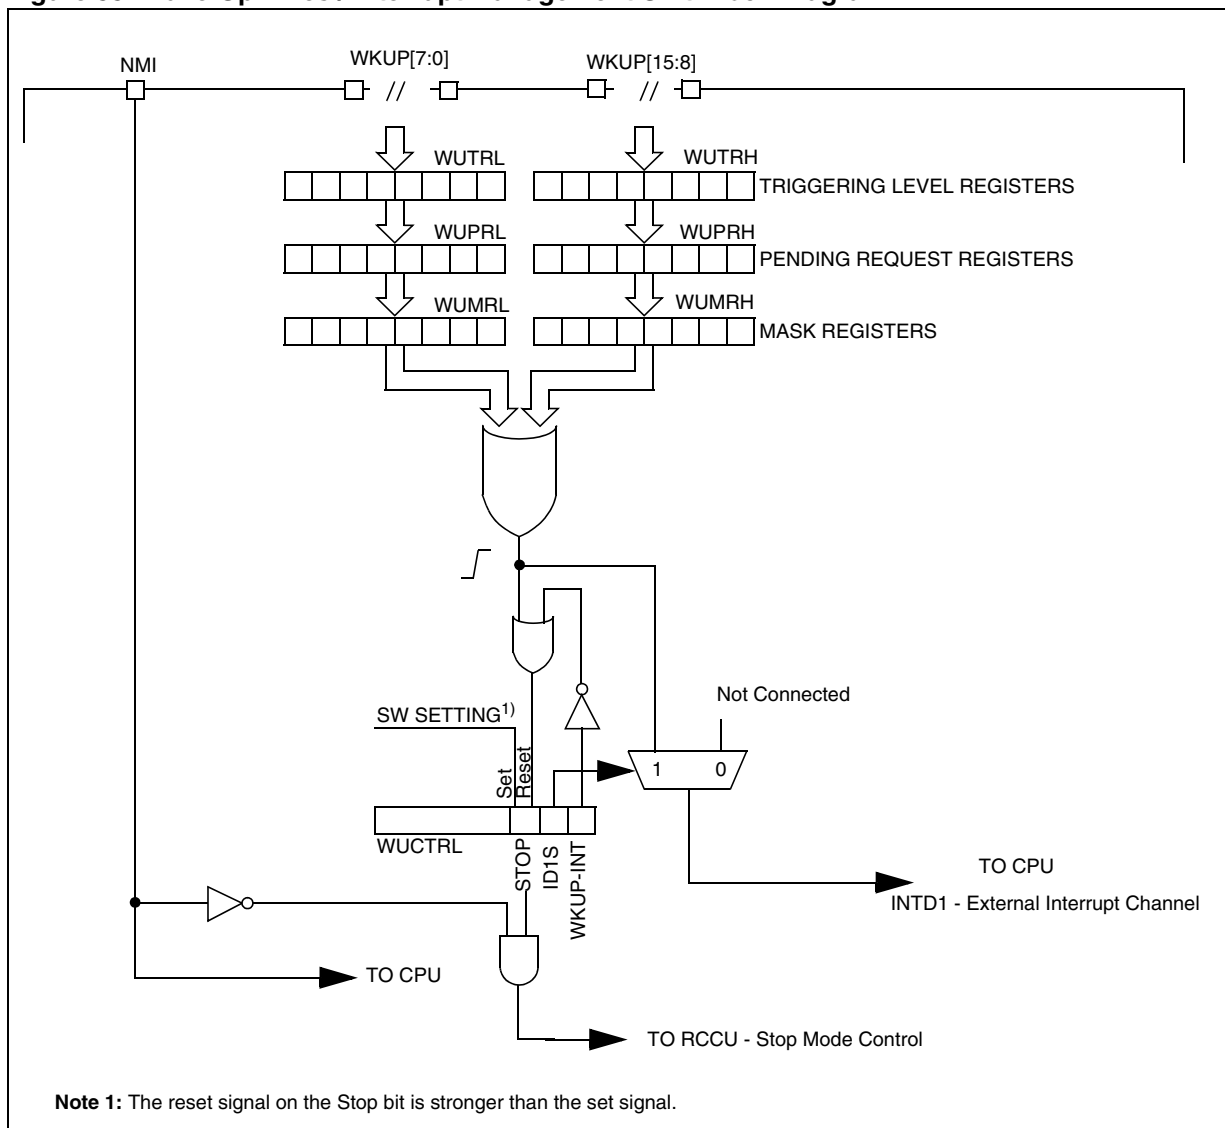 NMI
WKUP[7:0]
WKUP[15:8]
WUTRL
WUTRH
TRIGGERING LEVEL REGISTERS
WUPRL
WUPRH
PENDING REQUEST REGISTERS
WUMRL
WUMRH
MASK REGISTERS
Not Connected
SW SETTING1)
Set
Reset
1
0
WUCTRL
STOP
ID1S
WKUP-INT
TO CPU
INTD1 - External Interrupt Channel
TO CPU
TO RCCU - Stop Mode Control
Note 1: The reset signal on the Stop bit is stronger than the set signal.